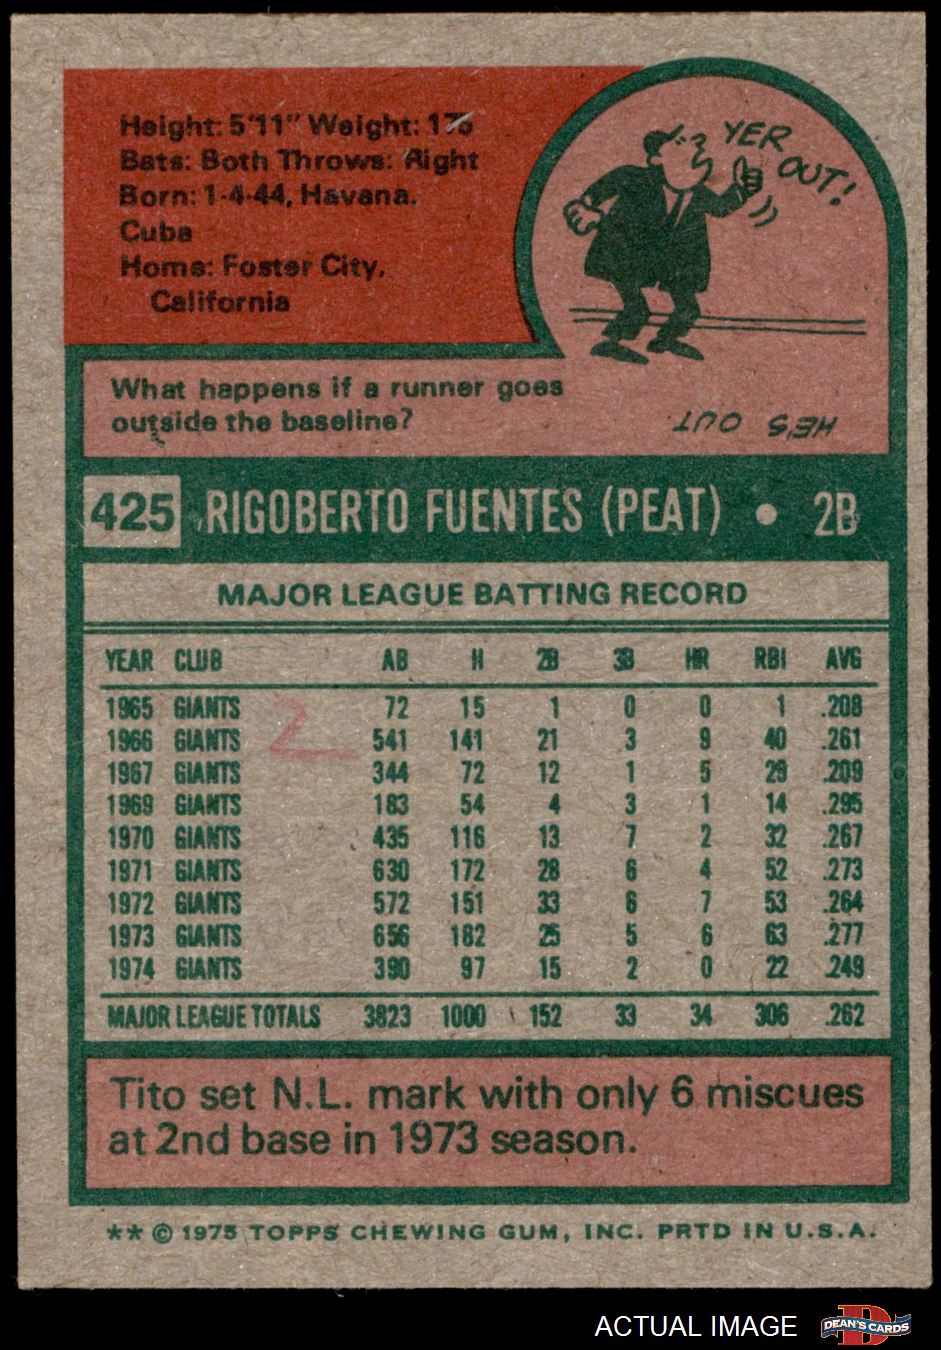 Height: 5'11" Weight: 175
Bats: Both Throws: Right
Born: 1-4-44, Havana,
Cuba
Home: Foster City,
California
YER
OUT!
What happens if a runner goes
outside the baseline?
HE'S OUT.
425 RIGOBERTO FUENTES (PEAT) • 2B
MAJOR LEAGUE BATTING RECORD
YEAR CLUB AB H 2B 3B HR RBI AVG
1965 GIANTS 72 15 1 0 0 1 .208
1966 GIANTS 541 141 21 3 9 40 .261
1967 GIANTS 344 72 12 1 5 29 .209
1969 GIANTS 183 54 4 3 1 14 .295
1970 GIANTS 435 116 13 7 2 32 .267
1971 GIANTS 630 172 28 6 4 52 .273
1972 GIANTS 572 151 33 6 7 53 .264
1973 GIANTS 656 182 25 5 6 63 .277
1974 GIANTS 390 97 15 2 0 22 .249
MAJOR LEAGUE TOTALS 3823 1000 152 33 34 306 .262
2
Tito set N.L. mark with only 6 miscues
at 2nd base in 1973 season.
** © 1975 TOPPS CHEWING GUM, INC. PRTD IN U.S.A.
ACTUAL IMAGE
D
DEAN'S CARDS